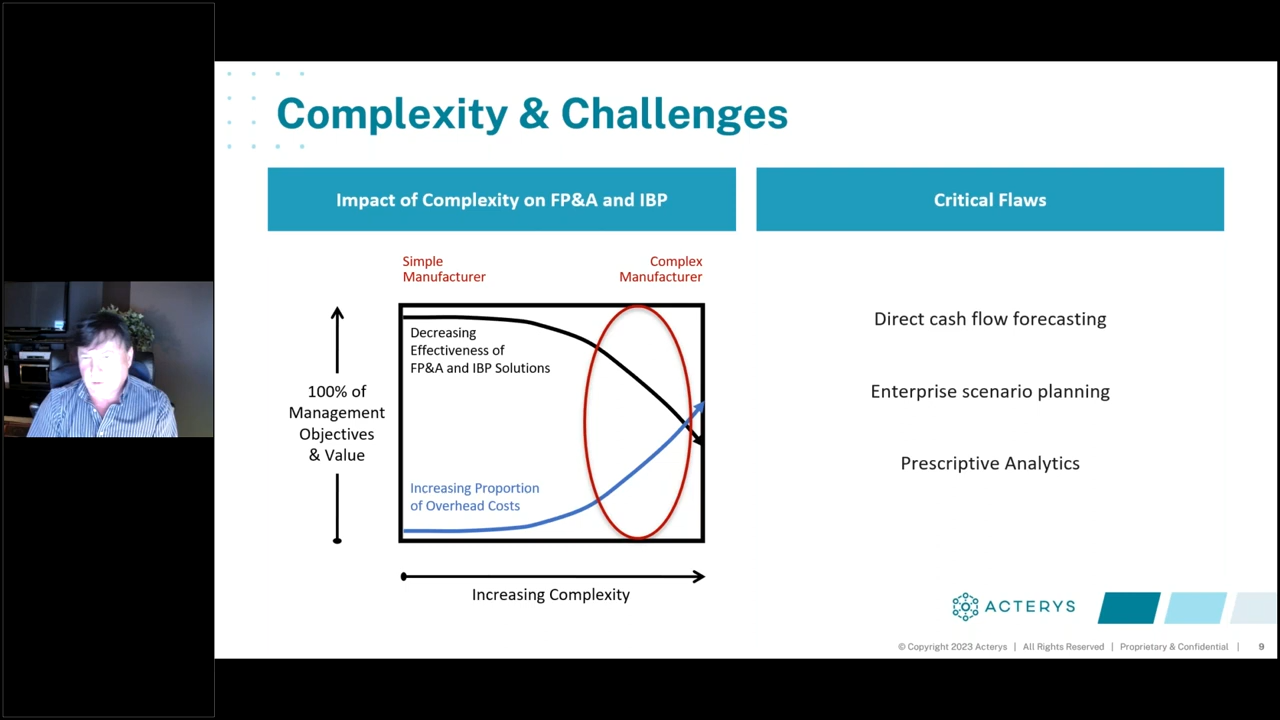 Complexity & Challenges
Impact of Complexity on FP&A and IBP
Critical Flaws
Simple
Manufacturer
Complex
Manufacturer
Decreasing
Effectiveness of
FP&A and IBP Solutions
100% of
Management
Objectives
& Value
Increasing Proportion
of Overhead Costs
Increasing Complexity
Direct cash flow forecasting
Enterprise scenario planning
Prescriptive Analytics
ACTERYS
© Copyright 2023 Acterys | All Rights Reserved | Proprietary & Confidential | 9